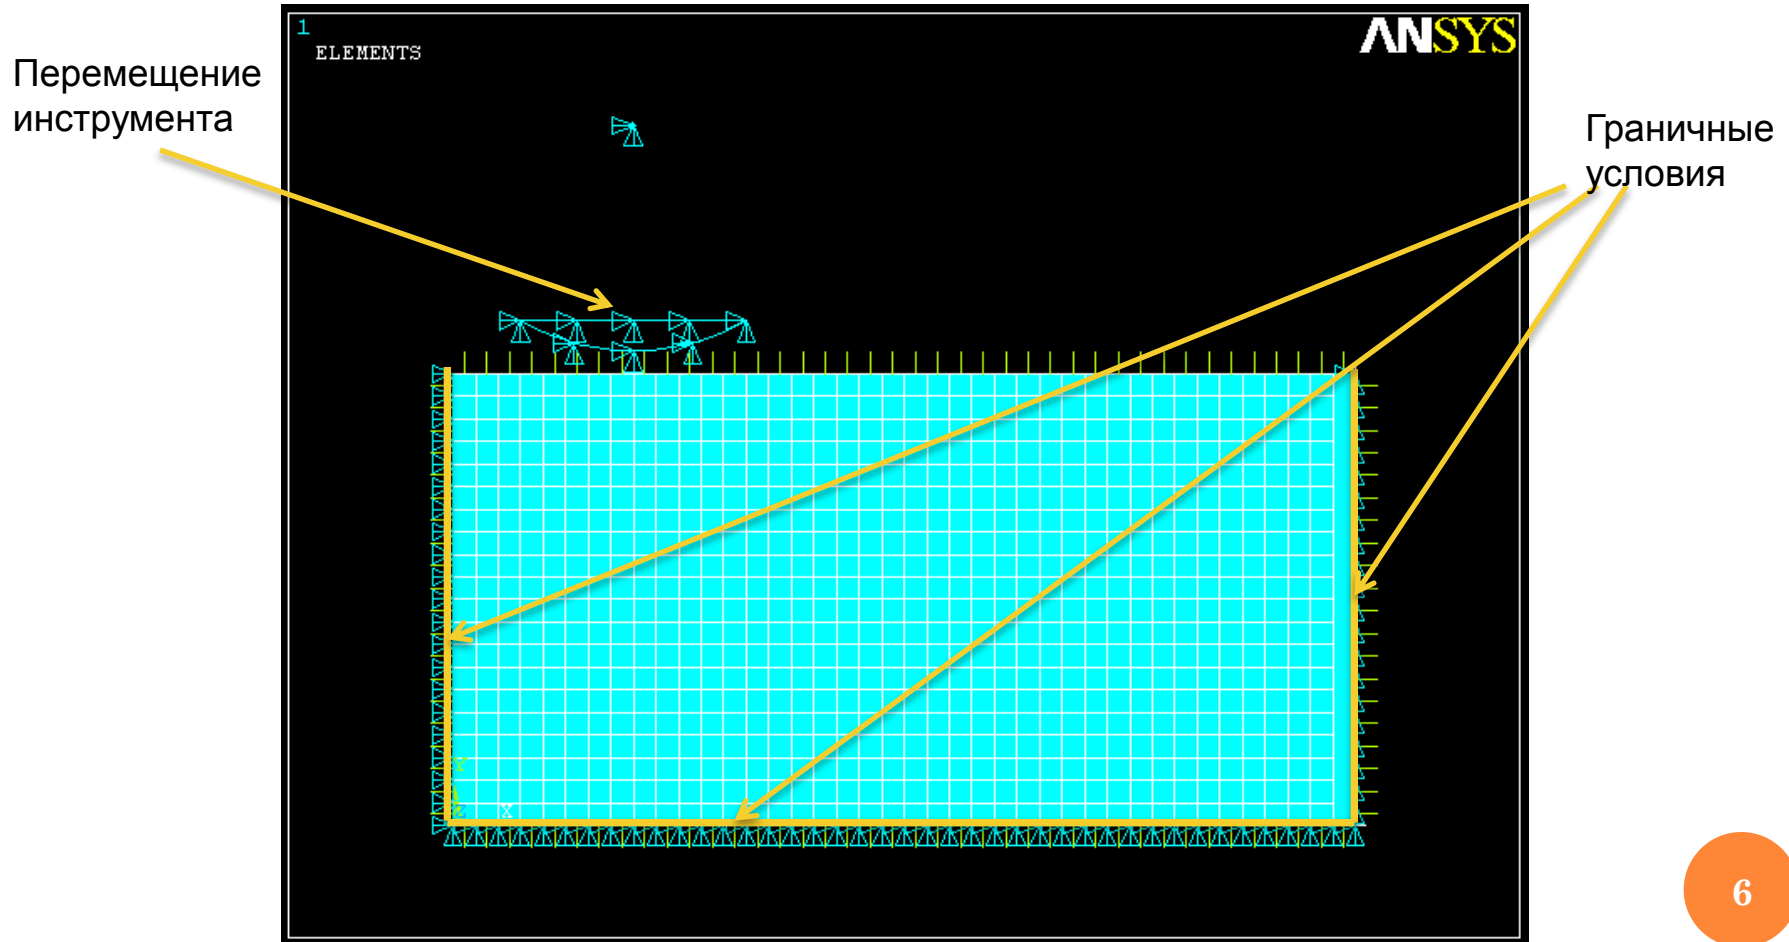 1
ELEMENTS
ANSYS
Перемещение
инструмента
Граничные
условия
Y
Z
X
6